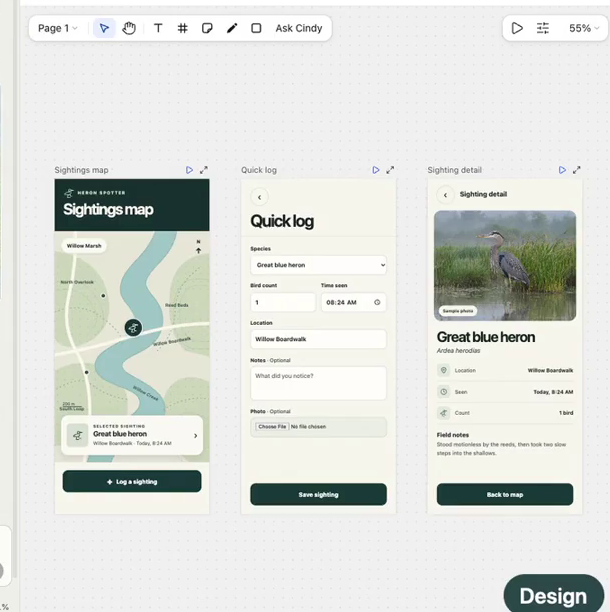 Page 1
T
Ask Cindy
55%
Sightings map
HERON SPOTTER
Sightings map
Willow Marsh
N
North Overlook
Reed Beds
Willow Boardwalk
Willow Creek
200 m
South Loop
SELECTED SIGHTING
Great blue heron
Willow Boardwalk · Today, 8:24 AM
+ Log a sighting
Quick log
Quick log
Species
Great blue heron
Bird count
Time seen
1
08:24 AM
Location
Willow Boardwalk
Notes · Optional
What did you notice?
Photo · Optional
Choose File No file chosen
Save sighting
Sighting detail
Sighting detail
Sample photo
Great blue heron
Ardea herodias
Location
Willow Boardwalk
Seen
Today, 8:24 AM
Count
1 bird
Field notes
Stood motionless by the reeds, then took two slow
steps into the shallows.
Back to map
Design
%